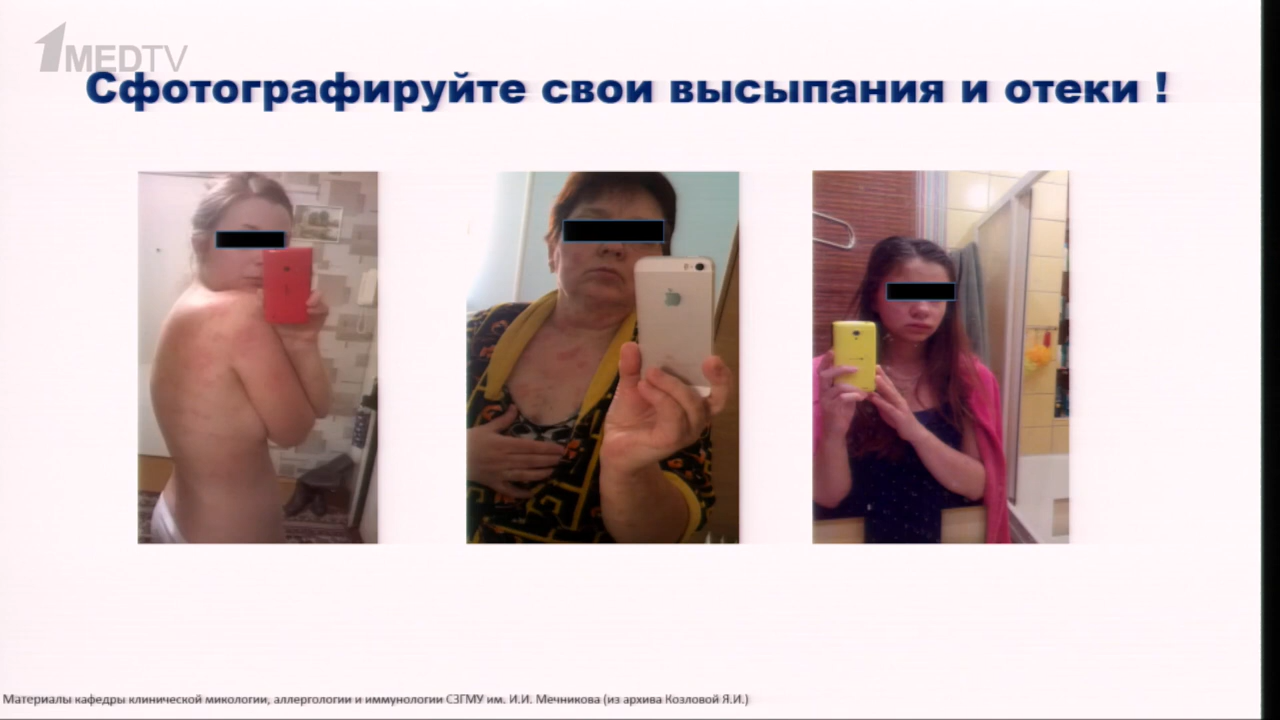 1MEDTV
Сфотографируйте свои высыпания и отеки !
Материалы кафедры клинической микологии, аллергологии и иммунологии СЗГМУ им. И.И. Мечникова (из архива Козловой Я.И.)